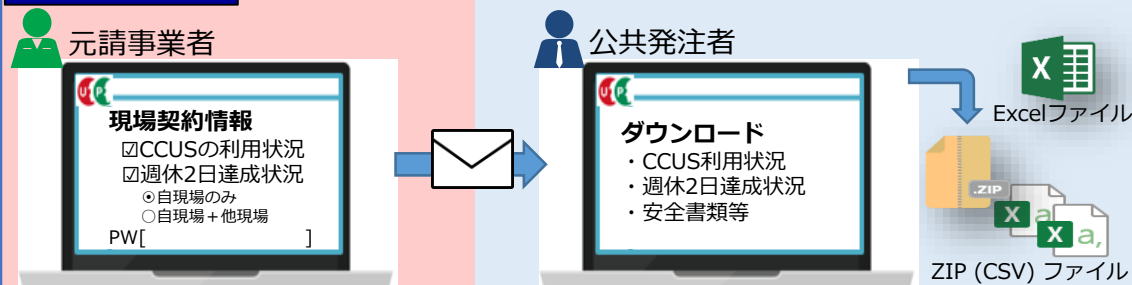 元請事業者
現場契約情報
☑CCUSの利用状況
☑週休2日達成状況
⦿自現場のみ
○自現場+他現場
PW[ ]
公共発注者
ダウンロード
・CCUS利用状況
・週休2日達成状況
・安全書類等
X
Excelファイル
.ZIP
X a
X a,
ZIP (CSV) ファイル